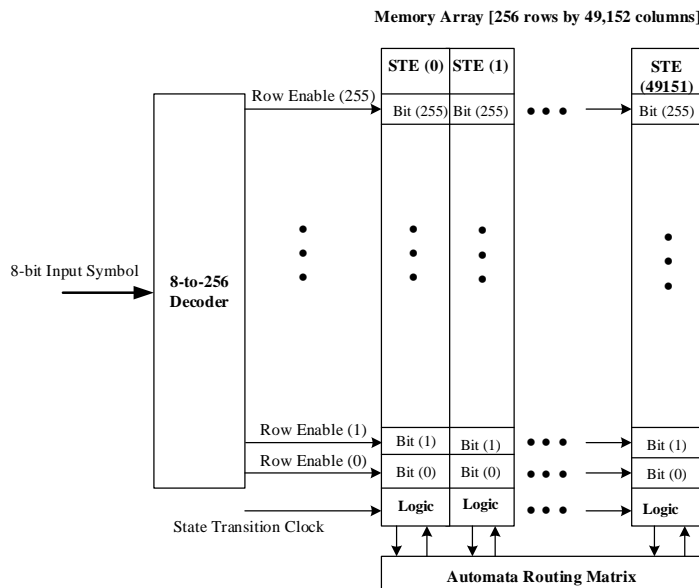 Memory Array [256 rows by 49,152 columns]
STE (0) STE (1) STE
(49151)
Row Enable (255)
Bit (255) Bit (255) Bit (255)
8-bit Input Symbol
8-to-256
Decoder
Row Enable (1)
Bit (1) Bit (1) Bit (1)
Row Enable (0)
Bit (0) Bit (0) Bit (0)
Logic Logic Logic
State Transition Clock
Automata Routing Matrix